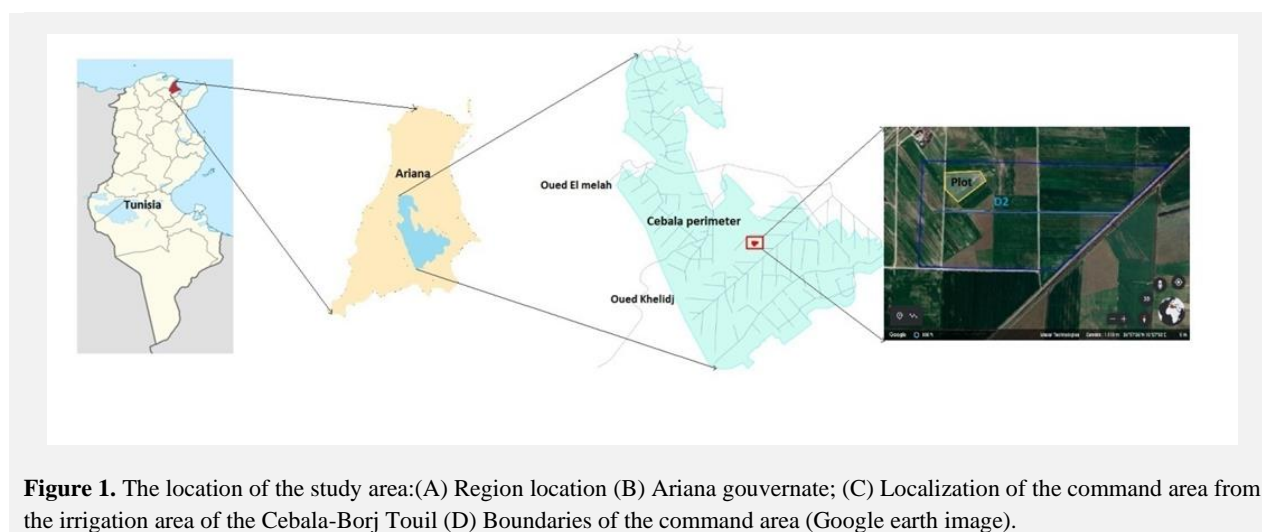 Tunisia
Ariana
Oued El melah
Cebala perimeter
Oued Khelidj
Plot
D2
Google
Figure 1. The location of the study area:(A) Region location (B) Ariana gouvernate; (C) Localization of the command area from
the irrigation area of the Cebala-Borj Touil (D) Boundaries of the command area (Google earth image).